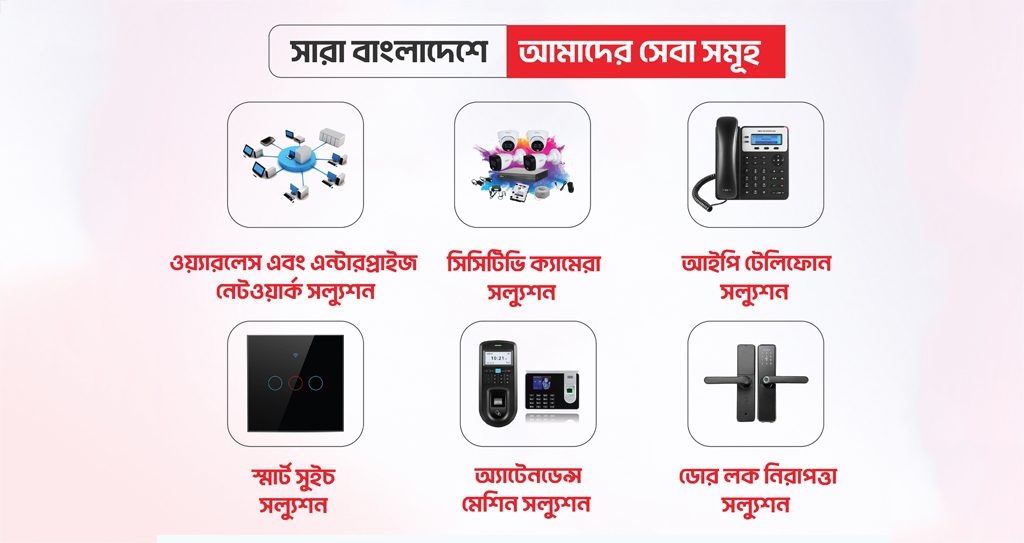 সারা বাংলাদেশে আমাদের সেবা সমূহ
ওয়্যারলেস এবং এন্টারপ্রাইজ
নেটওয়ার্ক সল্যুশন
সিসিটিভি ক্যামেরা
সল্যুশন
আইপি টেলিফোন
সল্যুশন
স্মার্ট সুইচ
সল্যুশন
অ্যাটেনডেন্স
মেশিন সল্যুশন
ডোর লক নিরাপত্তা
সল্যুশন